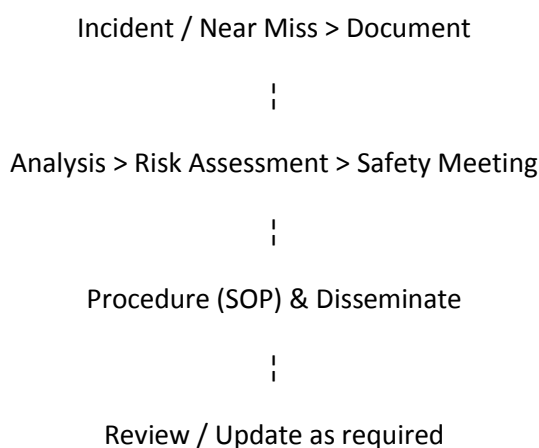 Incident / Near Miss > Document
¦
Analysis > Risk Assessment > Safety Meeting
¦
Procedure (SOP) & Disseminate
¦
Review / Update as required